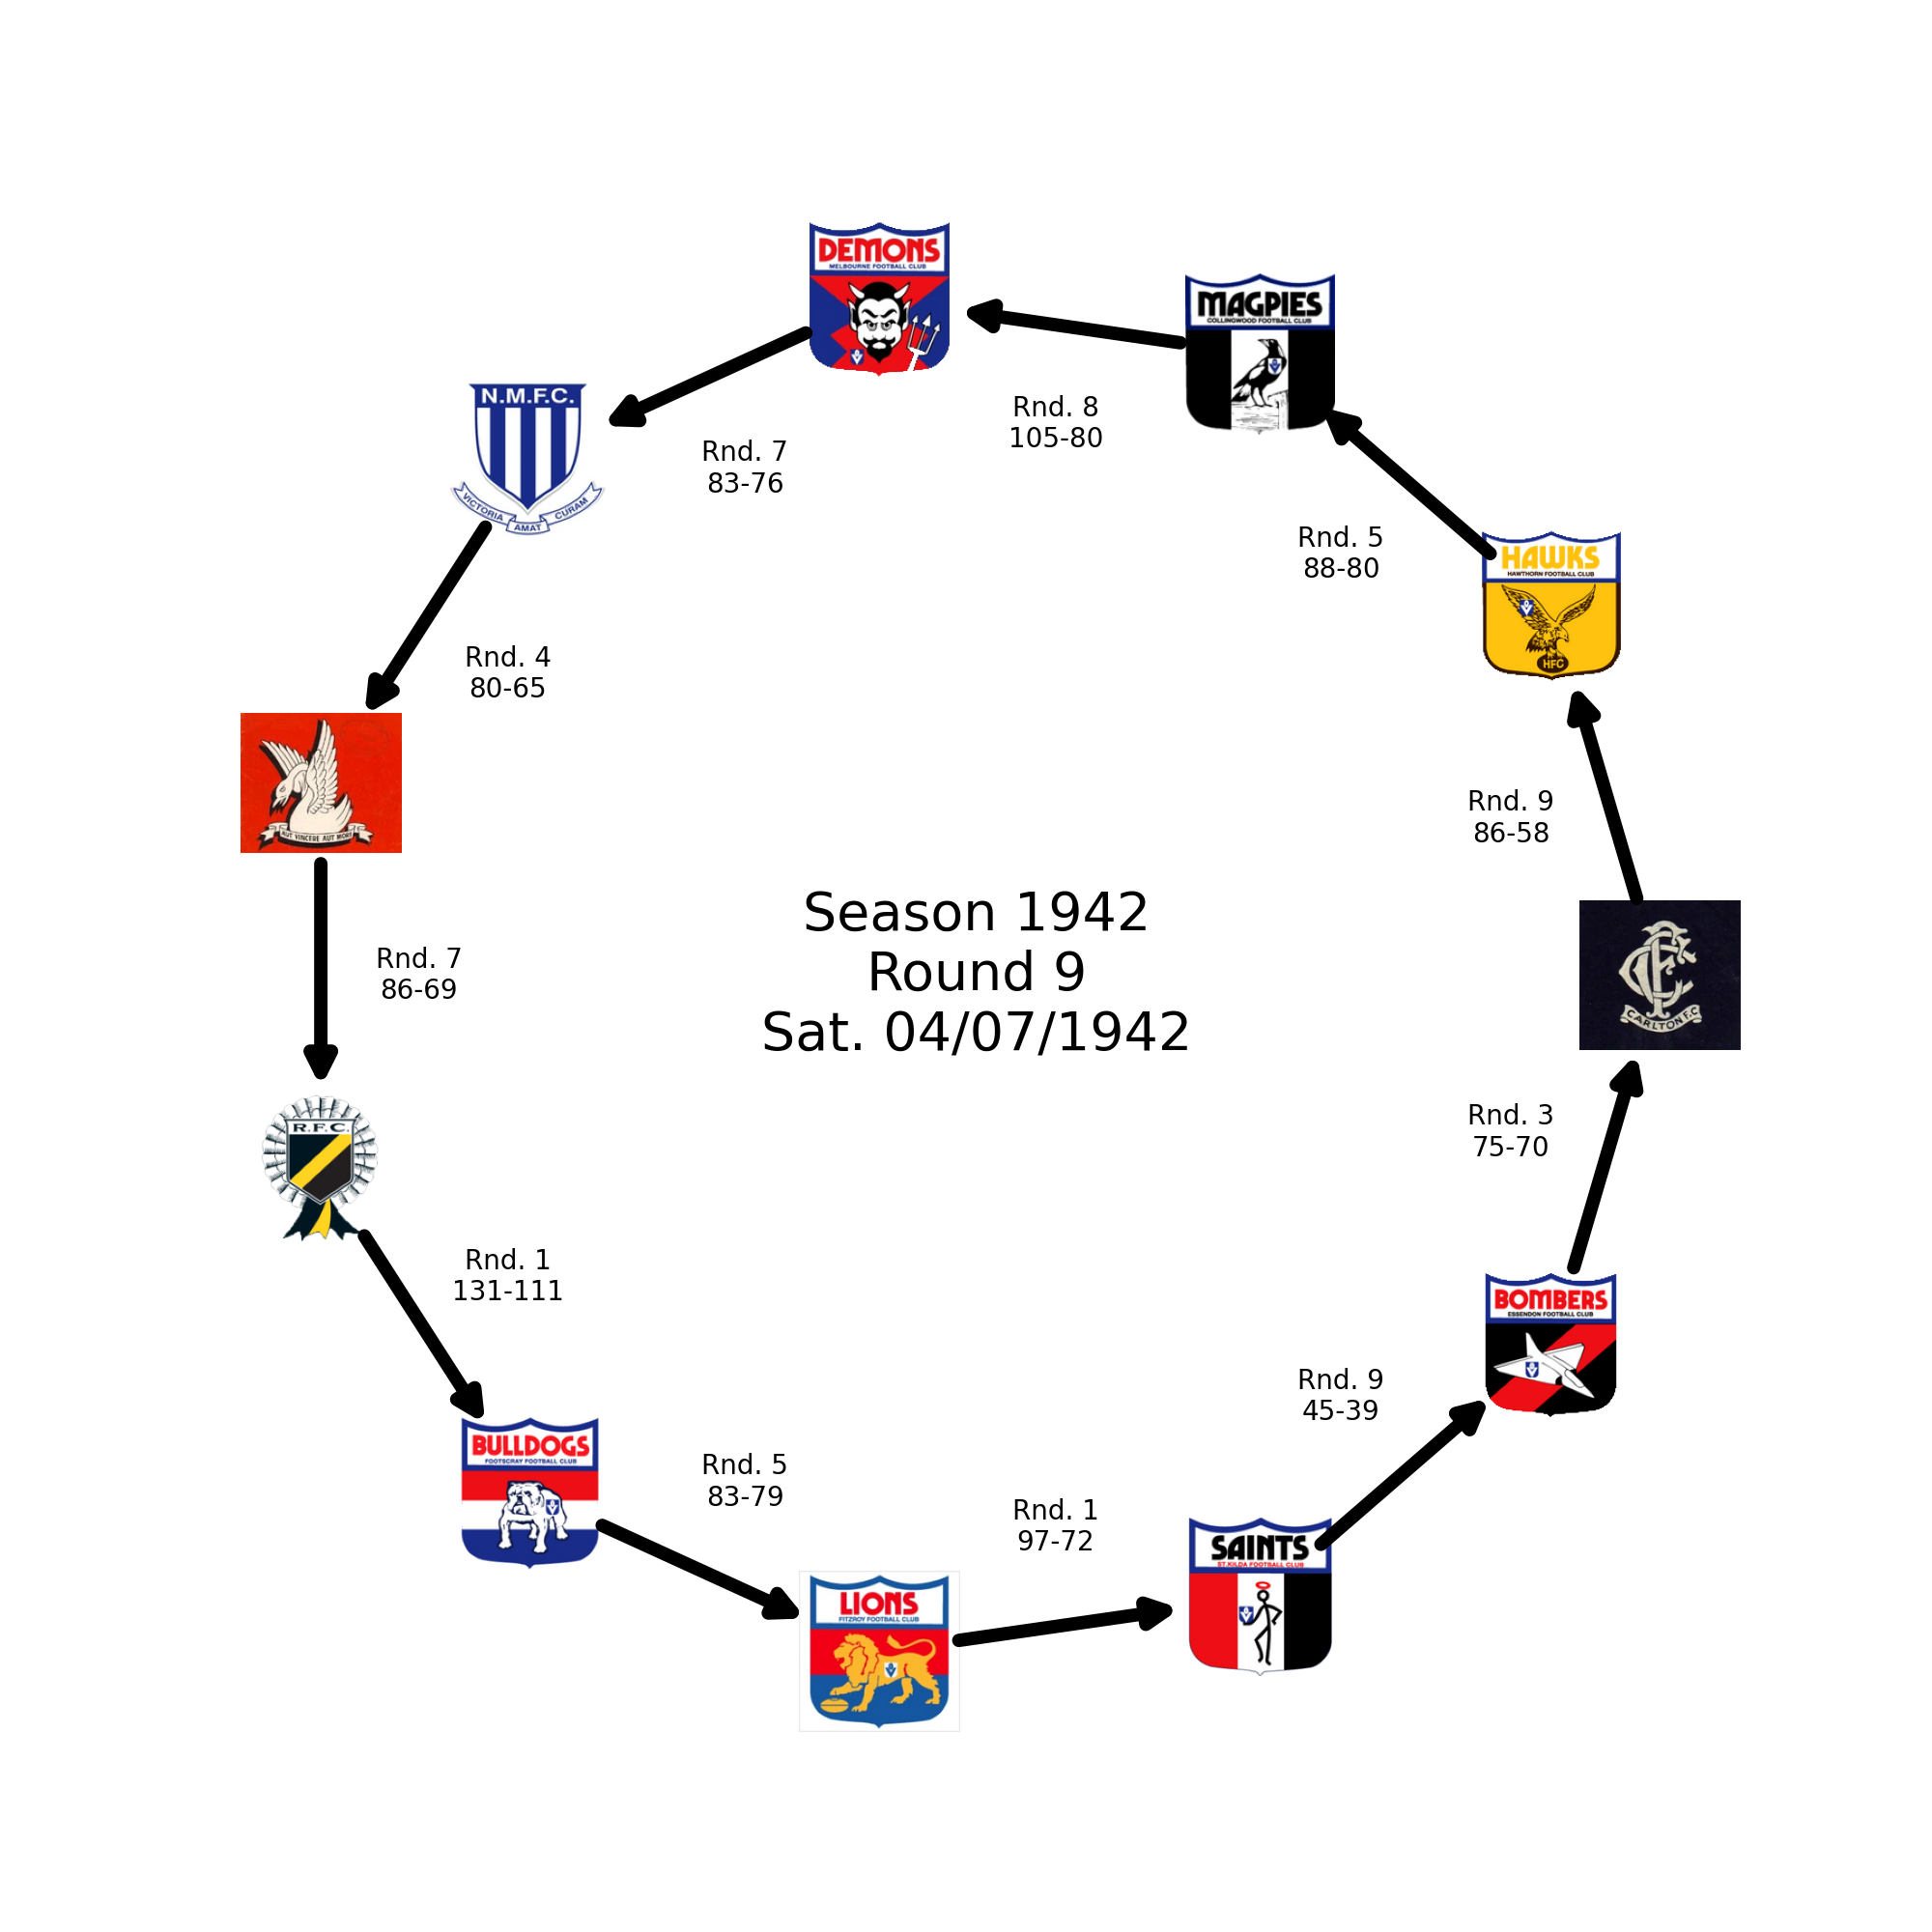 DEMONS
MELBOURNE FOOTBALL CLUB
MAGPIES
COLLINGWOOD FOOTBALL CLUB
Rnd. 8
105-80
N.M.F.C.
VICTORIA AMAT CURAM
Rnd. 7
83-76
Rnd. 5
88-80
HAWKS
HAWTHORN FOOTBALL CLUB
HFC
Rnd. 4
80-65
AUT VINCERE AUT MORI
Rnd. 9
86-58
Season 1942
Round 9
Sat. 04/07/1942
CFC
CARLTON F.C
Rnd. 7
86-69
R.F.C.
Rnd. 3
75-70
Rnd. 1
131-111
BOMBERS
ESSENDON FOOTBALL CLUB
Rnd. 9
45-39
BULLDOGS
FOOTSCRAY FOOTBALL CLUB
Rnd. 5
83-79
Rnd. 1
97-72
SAINTS
ST.KILDA FOOTBALL CLUB
LIONS
FITZROY FOOTBALL CLUB